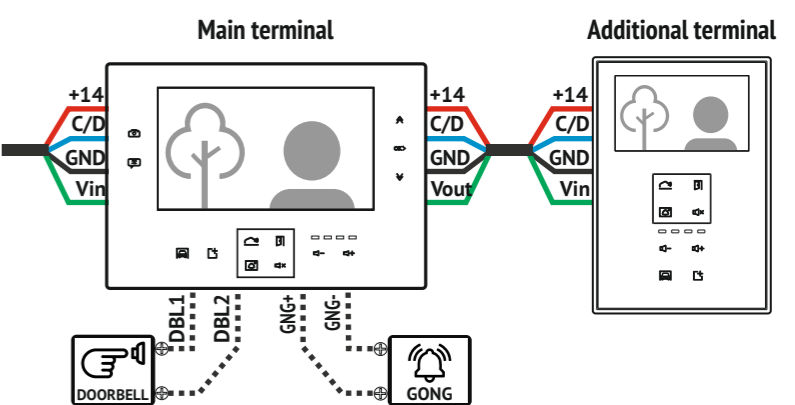 Main terminal
Additional terminal
+14
C/D
GND
Vin
+14
C/D
GND
Vout
+14
C/D
GND
Vin
DBL1
DBL2
GNG+
GNG-
DOORBELL
GONG